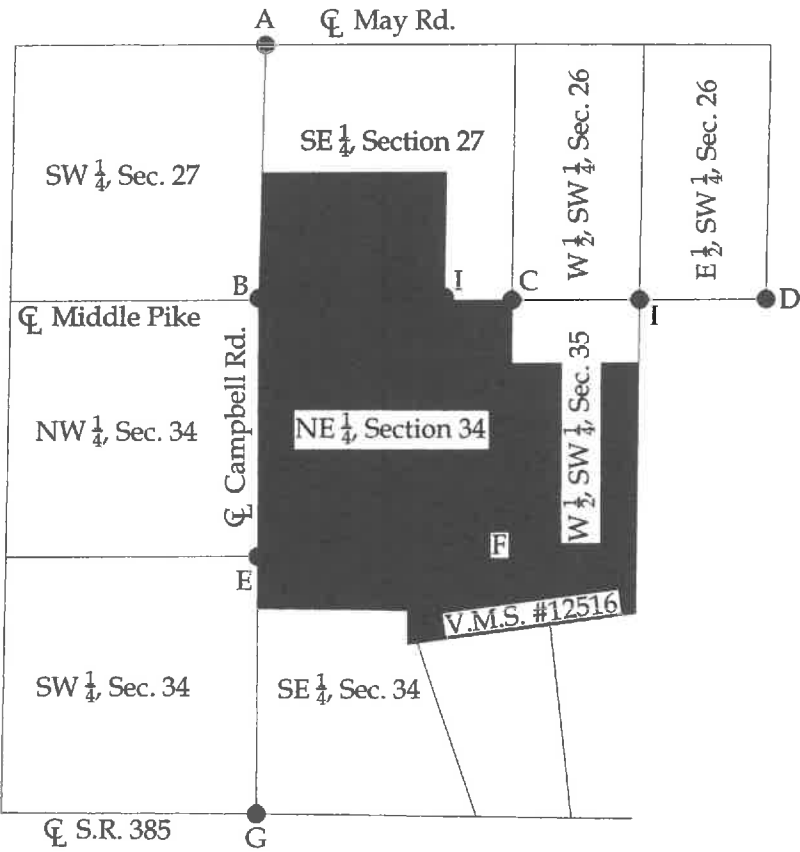 A
℄ May Rd.
SE 1/4, Section 27
SW 1/4, Sec. 27
W 1/2, SW 1/4, Sec. 26
E 1/2, SW 1/4, Sec. 26
B
I
C
I
D
℄ Middle Pike
℄ Campbell Rd.
NW 1/4, Sec. 34
NE 1/4, Section 34
W 1/2, SW 1/4, Sec. 35
F
E
V.M.S. #12516
SW 1/4, Sec. 34
SE 1/4, Sec. 34
℄ S.R. 385
G